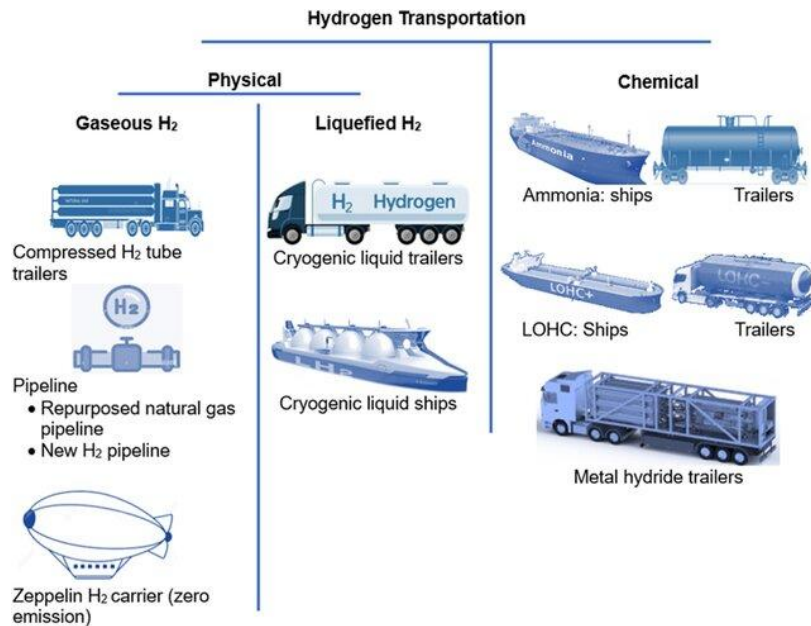 Hydrogen Transportation
Physical
Gaseous H₂
Compressed H₂ tube
trailers
H₂
Pipeline
• Repurposed natural gas
pipeline
• New H₂ pipeline
Zeppelin H₂ carrier (zero
emission)
Liquefied H₂
H₂ Hydrogen
Cryogenic liquid trailers
LH₂
Cryogenic liquid ships
Chemical
Ammonia
Ammonia: ships
Trailers
LOHC+
LOHC: Ships
LOHC-
Trailers
Metal hydride trailers